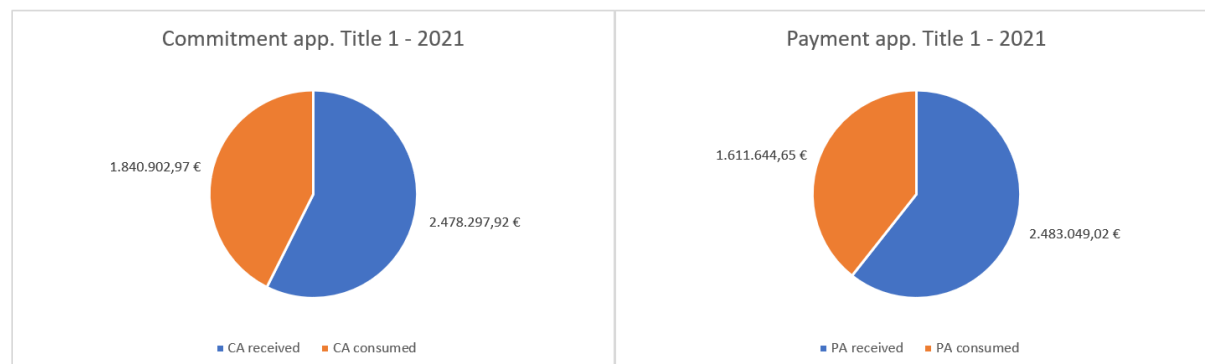 Commitment app. Title 1 - 2021
1.840.902,97 €
2.478.297,92 €
CA received CA consumed
Payment app. Title 1 - 2021
1.611.644,65 €
2.483.049,02 €
PA received PA consumed